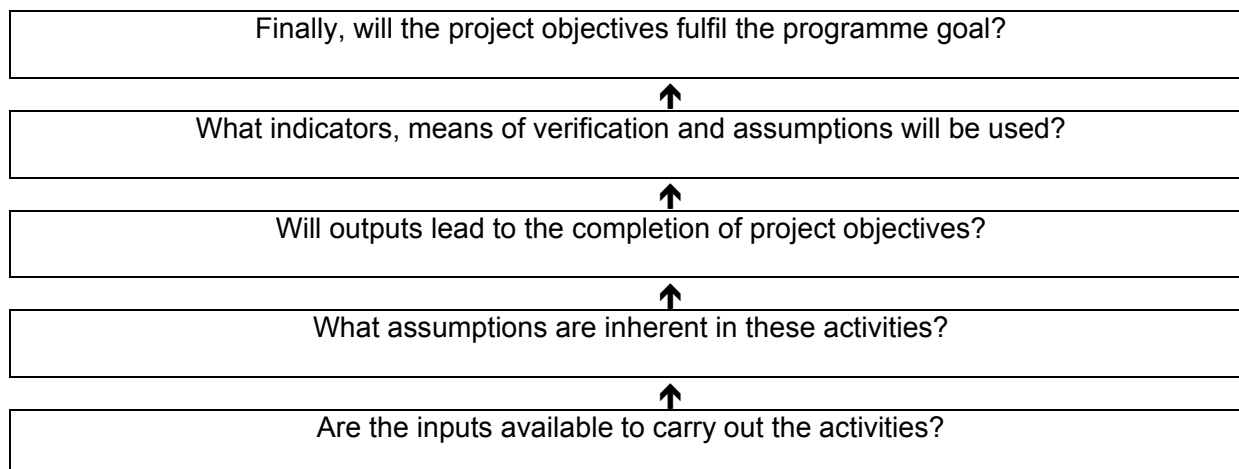 Finally, will the project objectives fulfil the programme goal?
What indicators, means of verification and assumptions will be used?
Will outputs lead to the completion of project objectives?
What assumptions are inherent in these activities?
Are the inputs available to carry out the activities?